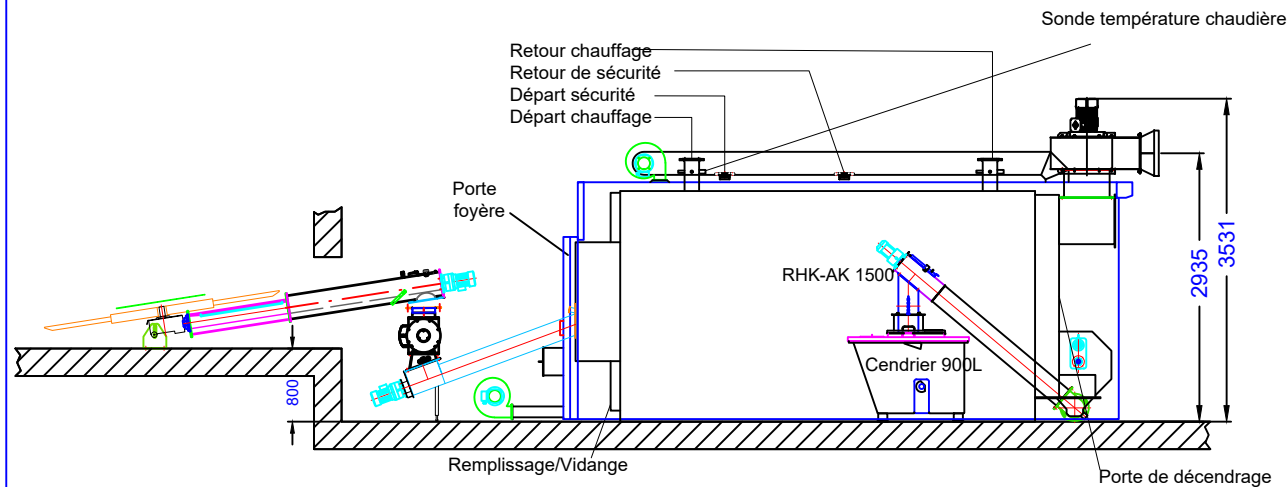 Sonde température chaudière
Retour chauffage
Retour de sécurité
Départ sécurité
Départ chauffage
Porte
foyère
RHK-AK 1500
2935
3531
Cendrier 900L
800
Remplissage/Vidange
Porte de décendrage